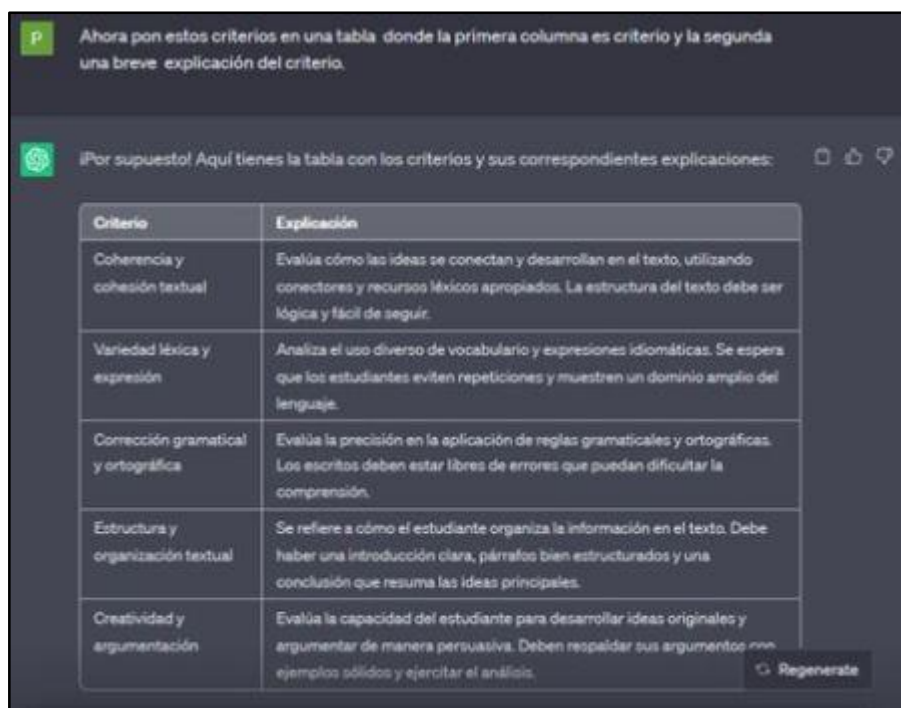 P
Ahora pon estos criterios en una tabla donde la primera columna es criterio y la segunda
una breve explicación del criterio.
¡Por supuesto! Aquí tienes la tabla con los criterios y sus correspondientes explicaciones:
Criterio
Explicación
Coherencia y
cohesión textual
Evalúa cómo las ideas se conectan y desarrollan en el texto, utilizando
conectores y recursos léxicos apropiados. La estructura del texto debe ser
lógica y fácil de seguir.
Variedad léxica y
expresión
Analiza el uso diverso de vocabulario y expresiones idiomáticas. Se espera
que los estudiantes eviten repeticiones y muestren un dominio amplio del
lenguaje.
Corrección gramatical
y ortográfica
Evalúa la precisión en la aplicación de reglas gramaticales y ortográficas.
Los escritos deben estar libres de errores que puedan dificultar la
comprensión.
Estructura y
organización textual
Se refiere a cómo el estudiante organiza la información en el texto. Debe
haber una introducción clara, párrafos bien estructurados y una
conclusión que resuma las ideas principales.
Creatividad y
argumentación
Evalúa la capacidad del estudiante para desarrollar ideas originales y
argumentar de manera persuasiva. Deben respaldar sus argumentos con
ejemplos sólidos y ejercitar el análisis.
Regenerate